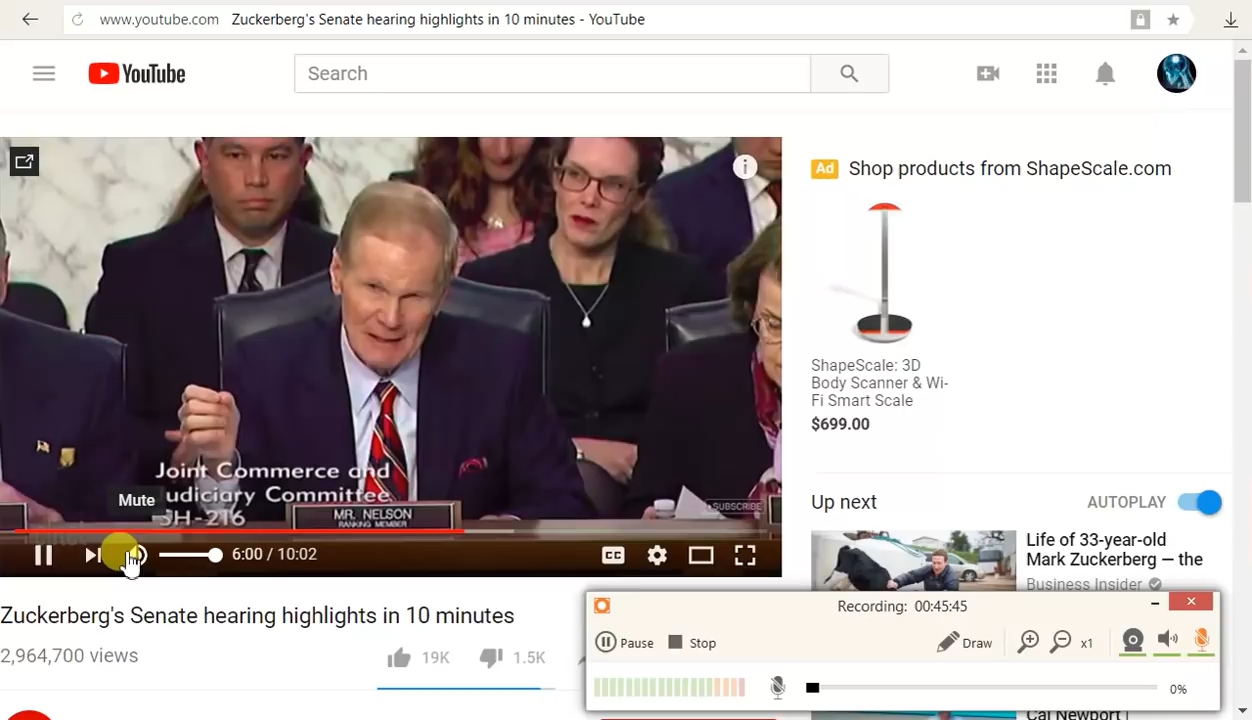 www.youtube.com Zuckerberg's Senate hearing highlights in 10 minutes - YouTube
YouTube
Search
Ad Shop products from ShapeScale.com
ShapeScale: 3D
Body Scanner & Wi-
Fi Smart Scale
$699.00
Joint Commerce and
udiciary Committee
SH-216
MR. NELSON
RANKING MEMBER
SUBSCRIBE
Mute
6:00 / 10:02
CC
Up next
AUTOPLAY
Life of 33-year-old
Mark Zuckerberg — the
Business Insider
Zuckerberg's Senate hearing highlights in 10 minutes
2,964,700 views
19K
1.5K
Recording: 00:45:45
Pause
Stop
Draw
x1
0%
Cal Newport |